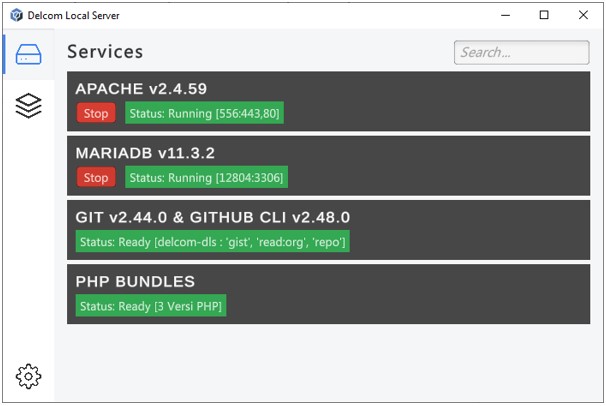 Delcom Local Server
Services
Search...
APACHE v2.4.59
Stop Status: Running [556:443,80]
MARIADB v11.3.2
Stop Status: Running [12804:3306]
GIT v2.44.0 & GITHUB CLI v2.48.0
Status: Ready [delcom-dls : 'gist', 'read:org', 'repo']
PHP BUNDLES
Status: Ready [3 Versi PHP]